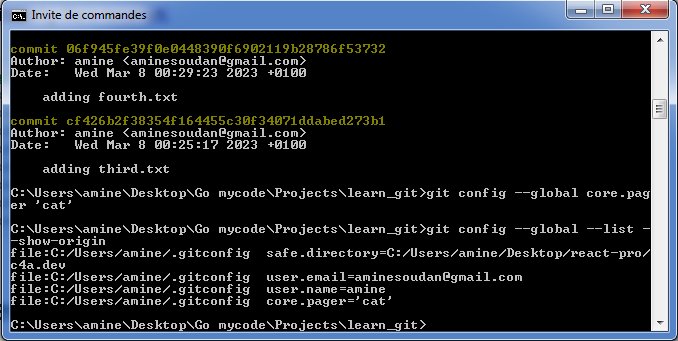 Invite de commandes
commit 06f945fe39f0e0448390f6902119b28786f53732
Author: amine <aminesoudan@gmail.com>
Date:   Wed Mar 8 00:29:23 2023 +0100
adding fourth.txt
commit cf426b2f38354f164455c30f34071ddabed273b1
Author: amine <aminesoudan@gmail.com>
Date:   Wed Mar 8 00:25:17 2023 +0100
adding third.txt
C:\Users\amine\Desktop\Go mycode\Projects\learn_git>git config --global core.pag
er 'cat'
C:\Users\amine\Desktop\Go mycode\Projects\learn_git>git config --global --list -
-show-origin
file:C:/Users/amine/.gitconfig  safe.directory=C:/Users/amine/Desktop/react-pro/
c4a.dev
file:C:/Users/amine/.gitconfig  user.email=aminesoudan@gmail.com
file:C:/Users/amine/.gitconfig  user.name=amine
file:C:/Users/amine/.gitconfig  core.pager='cat'
C:\Users\amine\Desktop\Go mycode\Projects\learn_git>